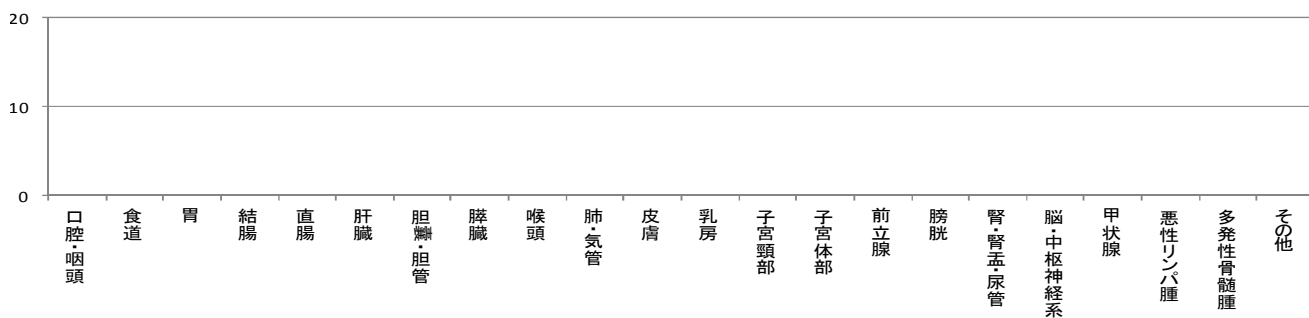 20
10
0
口腔・咽頭
食道
胃
結腸
直腸
肝臓
胆嚢・胆管
膵臓
喉頭
肺・気管
皮膚
乳房
子宮頸部
子宮体部
前立腺
膀胱
腎・腎盂・尿管
脳・中枢神経系
甲状腺
悪性リンパ腫
多発性骨髄腫
その他